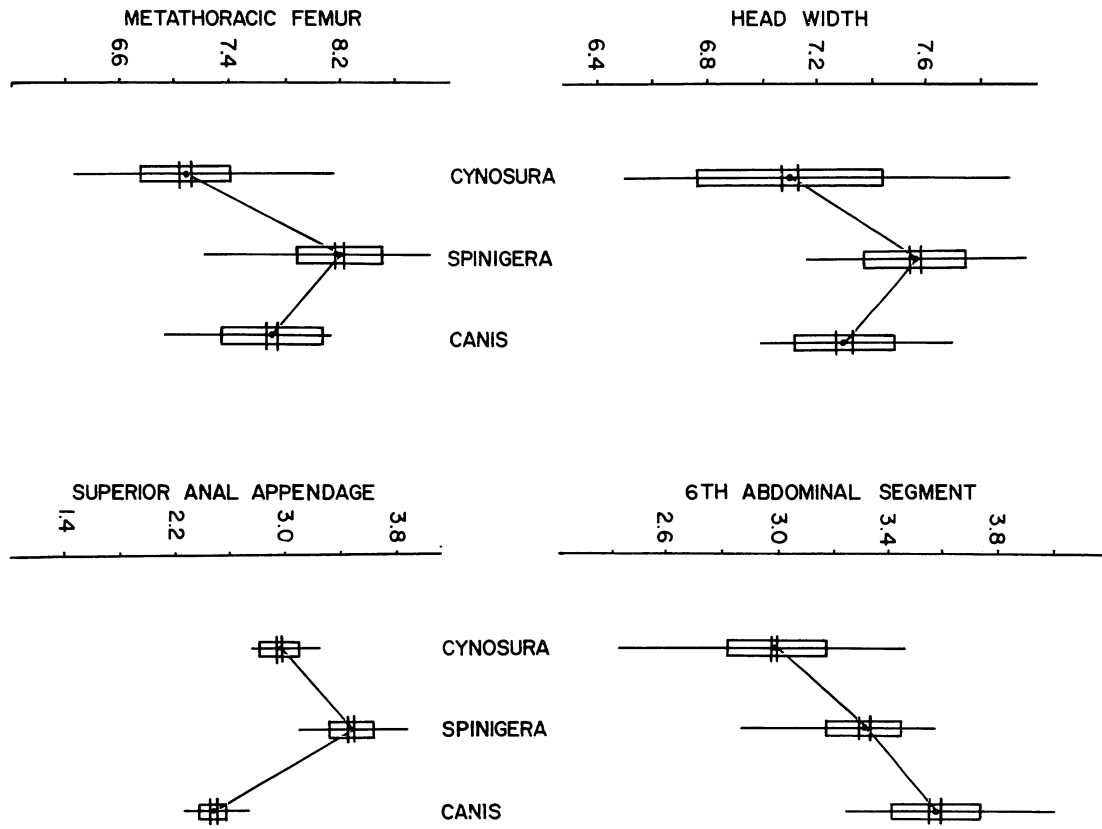 METATHORACIC FEMUR
6.6 7.4 8.2
HEAD WIDTH
6.4 6.8 7.2 7.6
CYNOSURA
SPINIGERA
CANIS
SUPERIOR ANAL APPENDAGE
1.4 2.2 3.0 3.8
6TH ABDOMINAL SEGMENT
2.6 3.0 3.4 3.8
CYNOSURA
SPINIGERA
CANIS